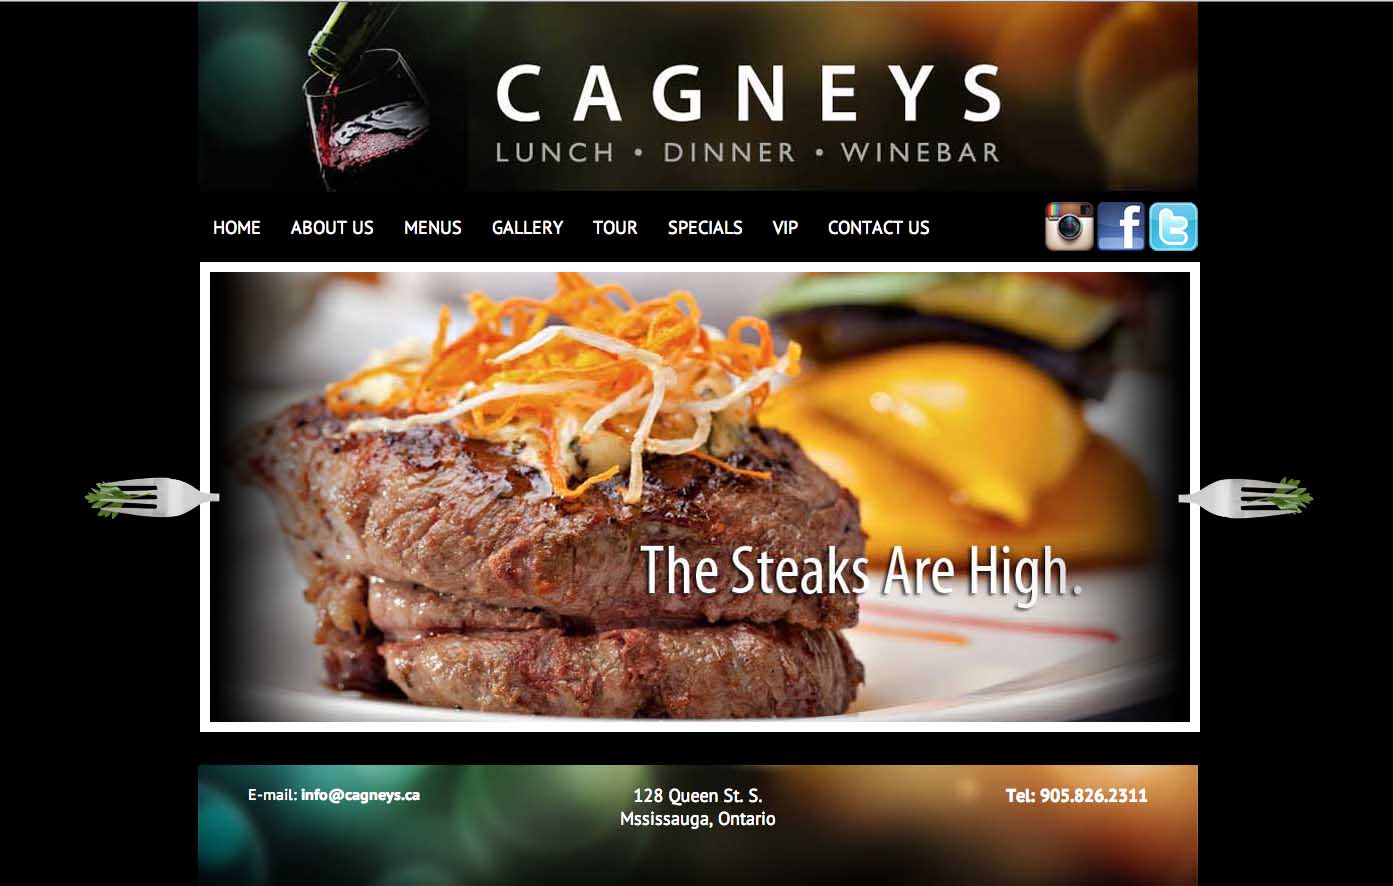 CAGNEYS
LUNCH • DINNER • WINEBAR
HOME ABOUT US MENUS GALLERY TOUR SPECIALS VIP CONTACT US
The Steaks Are High.
E-mail: info@cagneys.ca
128 Queen St. S.
Mssissauga, Ontario
Tel: 905.826.2311